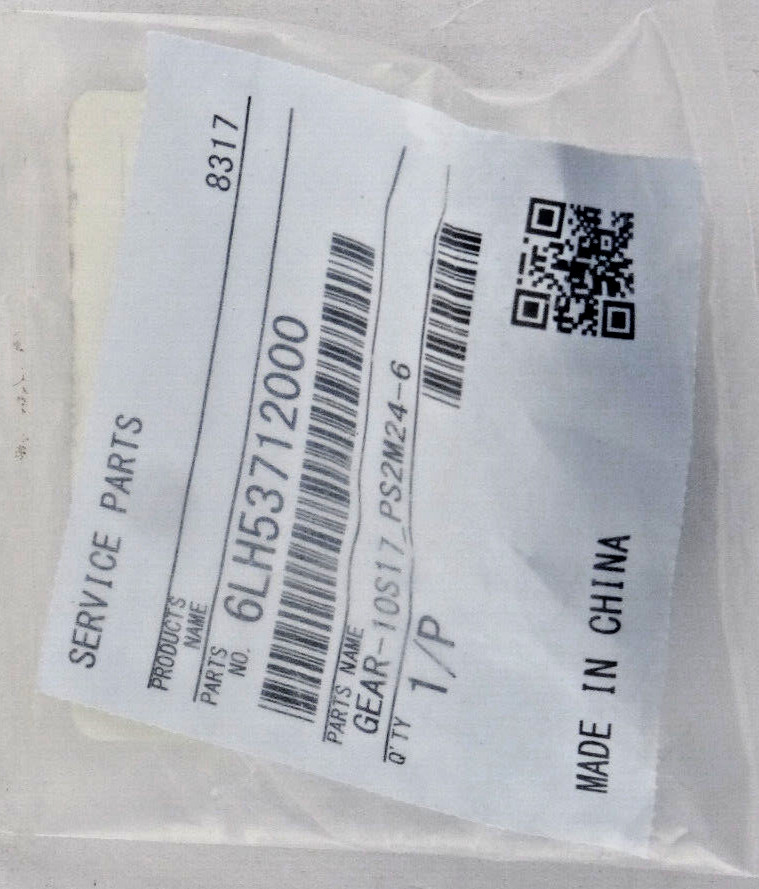 SERVICE PARTS
PRODUCTS NAME 8317
PARTS NO. 6LH53712000
PARTS NAME
GEAR-10S17_PS2M24-6
Q'TY 1/P
MADE IN CHINA